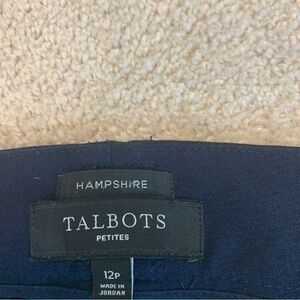 HAMPSHIRE
TALBOTS
PETITES
12P
MADE IN
JORDAN